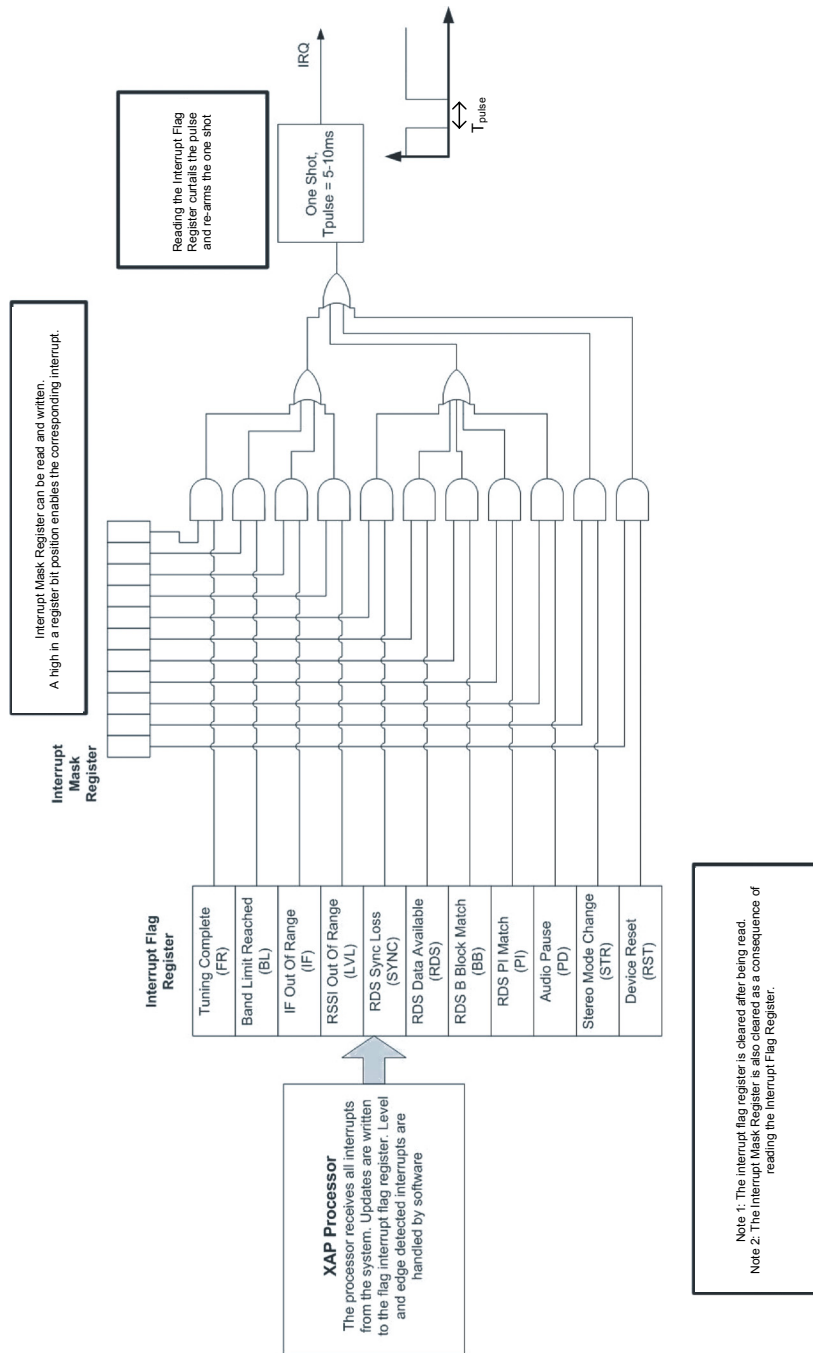 XAP Processor
The processor receives all interrupts
from the system. Updates are written
to the flag interrupt flag register. Level
and edge detected interrupts are
handled by software
Interrupt Flag
Register
Tuning Complete
(FR)
Band Limit Reached
(BL)
IF Out Of Range
(IF)
RSSI Out Of Range
(LVL)
RDS Sync Loss
(SYNC)
RDS Data Available
(RDS)
RDS B Block Match
(BB)
RDS PI Match
(PI)
Audio Pause
(PD)
Stereo Mode Change
(STR)
Device Reset
(RST)
Interrupt
Mask
Register
Interrupt Mask Register can be read and written.
A high in a register bit position enables the corresponding interrupt.
Reading the Interrupt Flag
Register curtails the pulse
and re-arms the one shot
One Shot,
Tpulse = 5-10ms
IRQ
Tpulse
Note 1: The interrupt flag register is cleared after being read.
Note 2: The Interrupt Mask Register is also cleared as a consequence of
reading the Interrupt Flag Register.